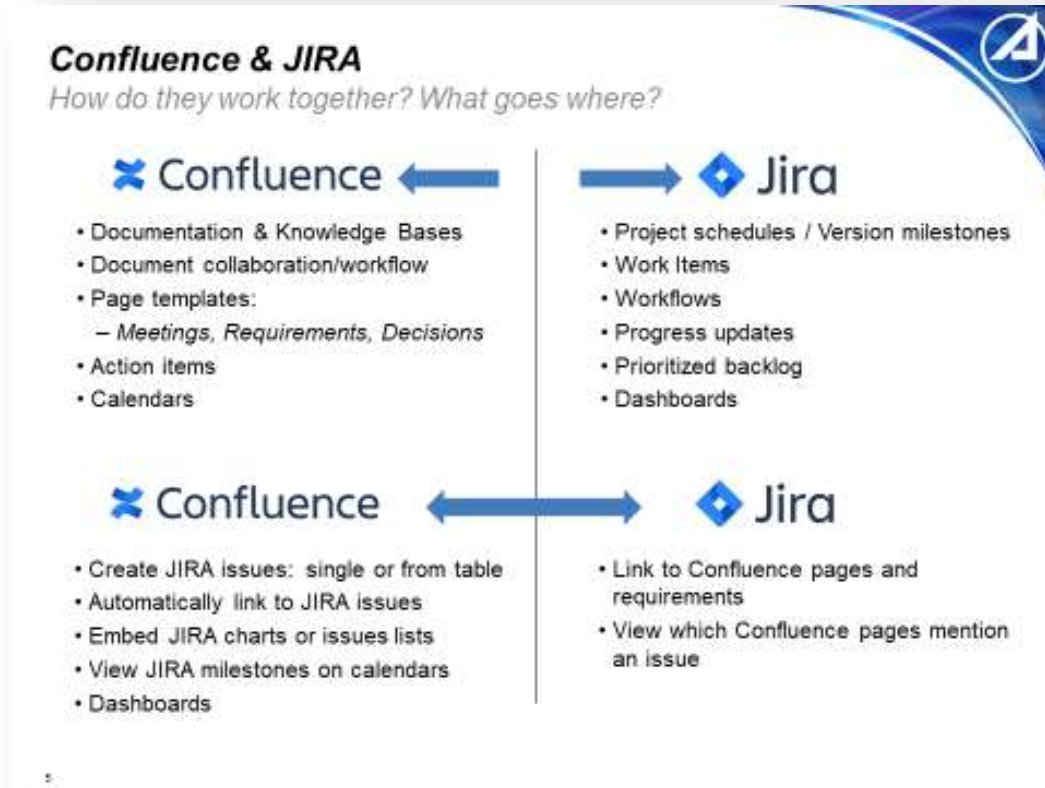 Confluence & JIRA
How do they work together? What goes where?
Confluence
• Documentation & Knowledge Bases
• Document collaboration/workflow
• Page templates:
– Meetings, Requirements, Decisions
• Action items
• Calendars
Jira
• Project schedules / Version milestones
• Work Items
• Workflows
• Progress updates
• Prioritized backlog
• Dashboards
Confluence
• Create JIRA issues: single or from table
• Automatically link to JIRA issues
• Embed JIRA charts or issues lists
• View JIRA milestones on calendars
• Dashboards
Jira
• Link to Confluence pages and
requirements
• View which Confluence pages mention
an issue